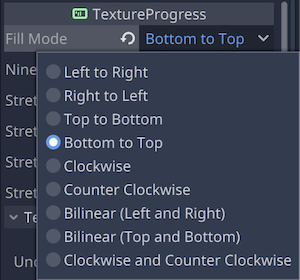 TextureProgress
Fill Mode
Bottom to Top
Nine
Left to Right
Stret
Right to Left
Stret
Top to Bottom
Bottom to Top
Stret
Clockwise
Stret
Counter Clockwise
Te
Bilinear (Left and Right)
Bilinear (Top and Bottom)
Und
Clockwise and Counter Clockwise